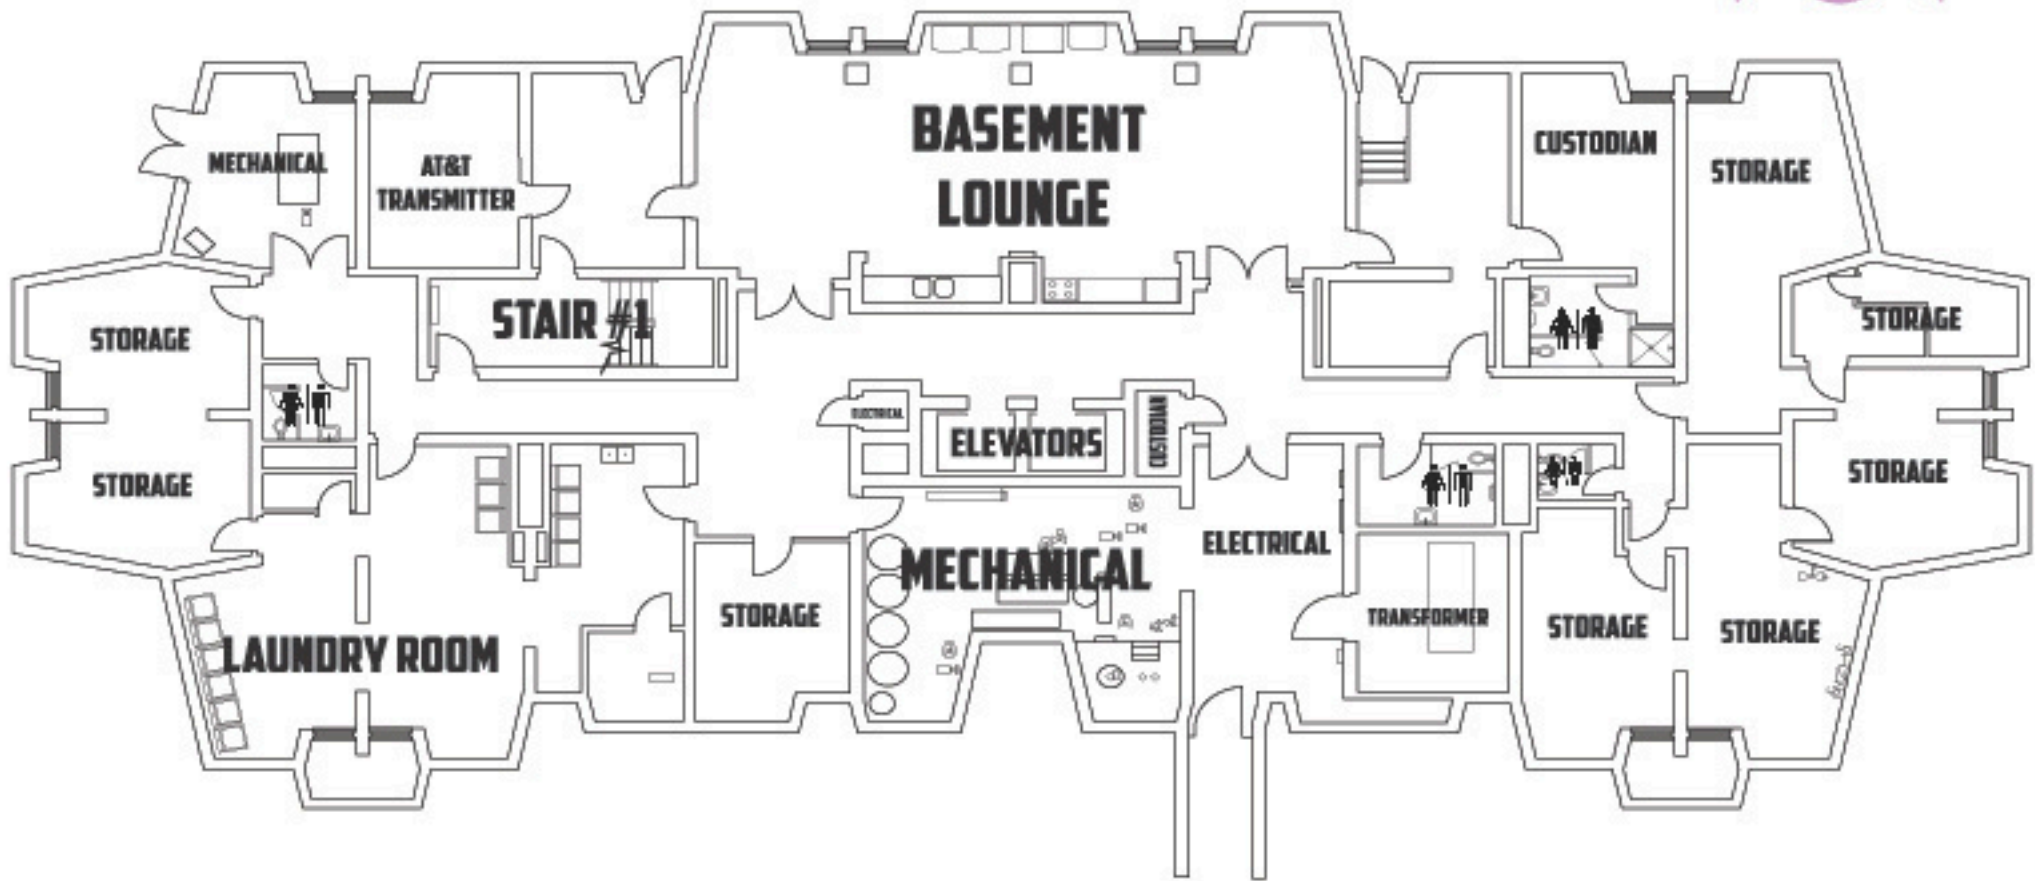 BASEMENT
LOUNGE
MECHANICAL
AT&T
TRANSMITTER
CUSTODIAN
STORAGE
STORAGE
STAIR #1
STORAGE
ELECTRICAL
ELEVATORS
CUSTODIAN
STORAGE
STORAGE
MECHANICAL
ELECTRICAL
LAUNDRY ROOM
STORAGE
TRANSFORMER
STORAGE
STORAGE